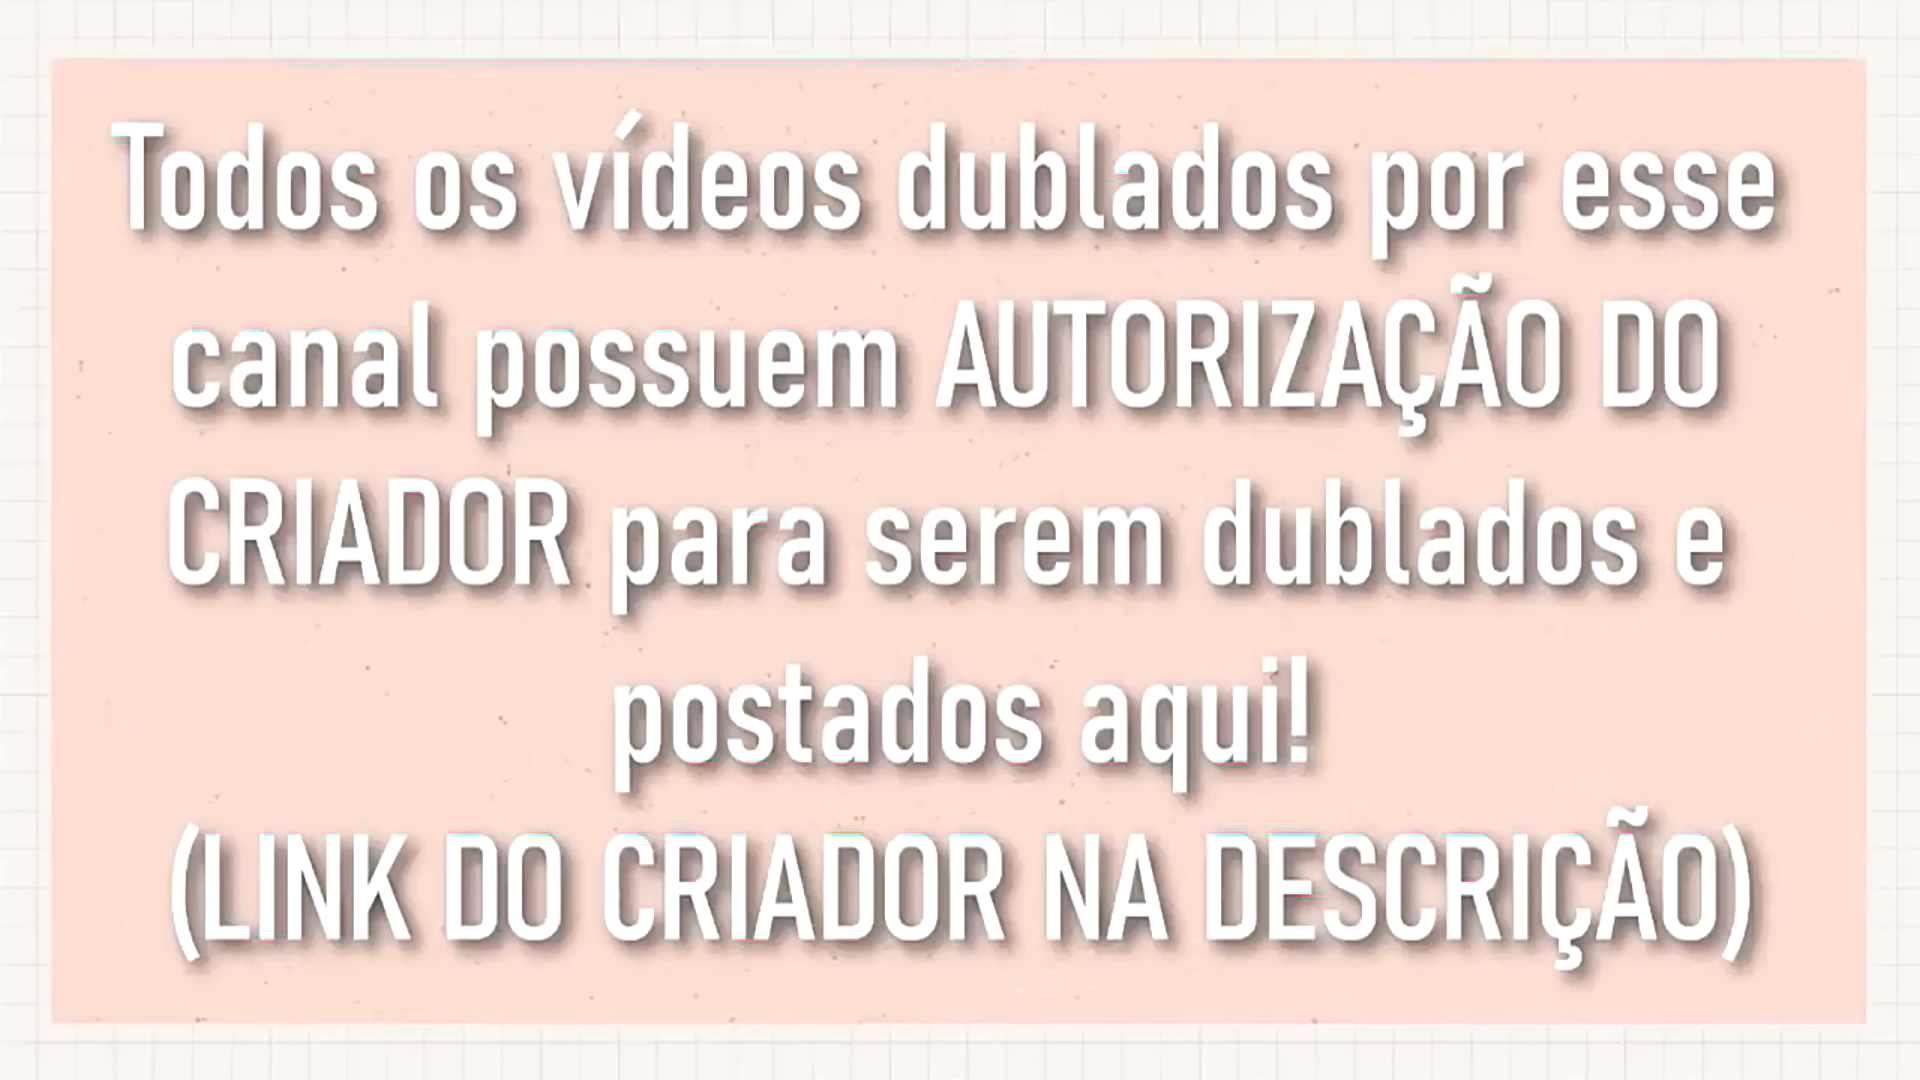 Todos os vídeos dublados por esse
canal possuem AUTORIZAÇÃO DO
CRIADOR para serem dublados e
postados aqui!
(LINK DO CRIADOR NA DESCRIÇÃO)